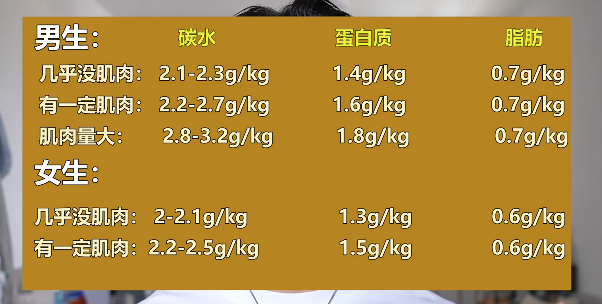 男生： 碳水 蛋白质 脂肪
几乎没肌肉： 2.1-2.3g/kg 1.4g/kg 0.7g/kg
有一定肌肉： 2.2-2.7g/kg 1.6g/kg 0.7g/kg
肌肉量大： 2.8-3.2g/kg 1.8g/kg 0.7g/kg
女生：
几乎没肌肉： 2-2.1g/kg 1.3g/kg 0.6g/kg
有一定肌肉： 2.2-2.5g/kg 1.5g/kg 0.6g/kg